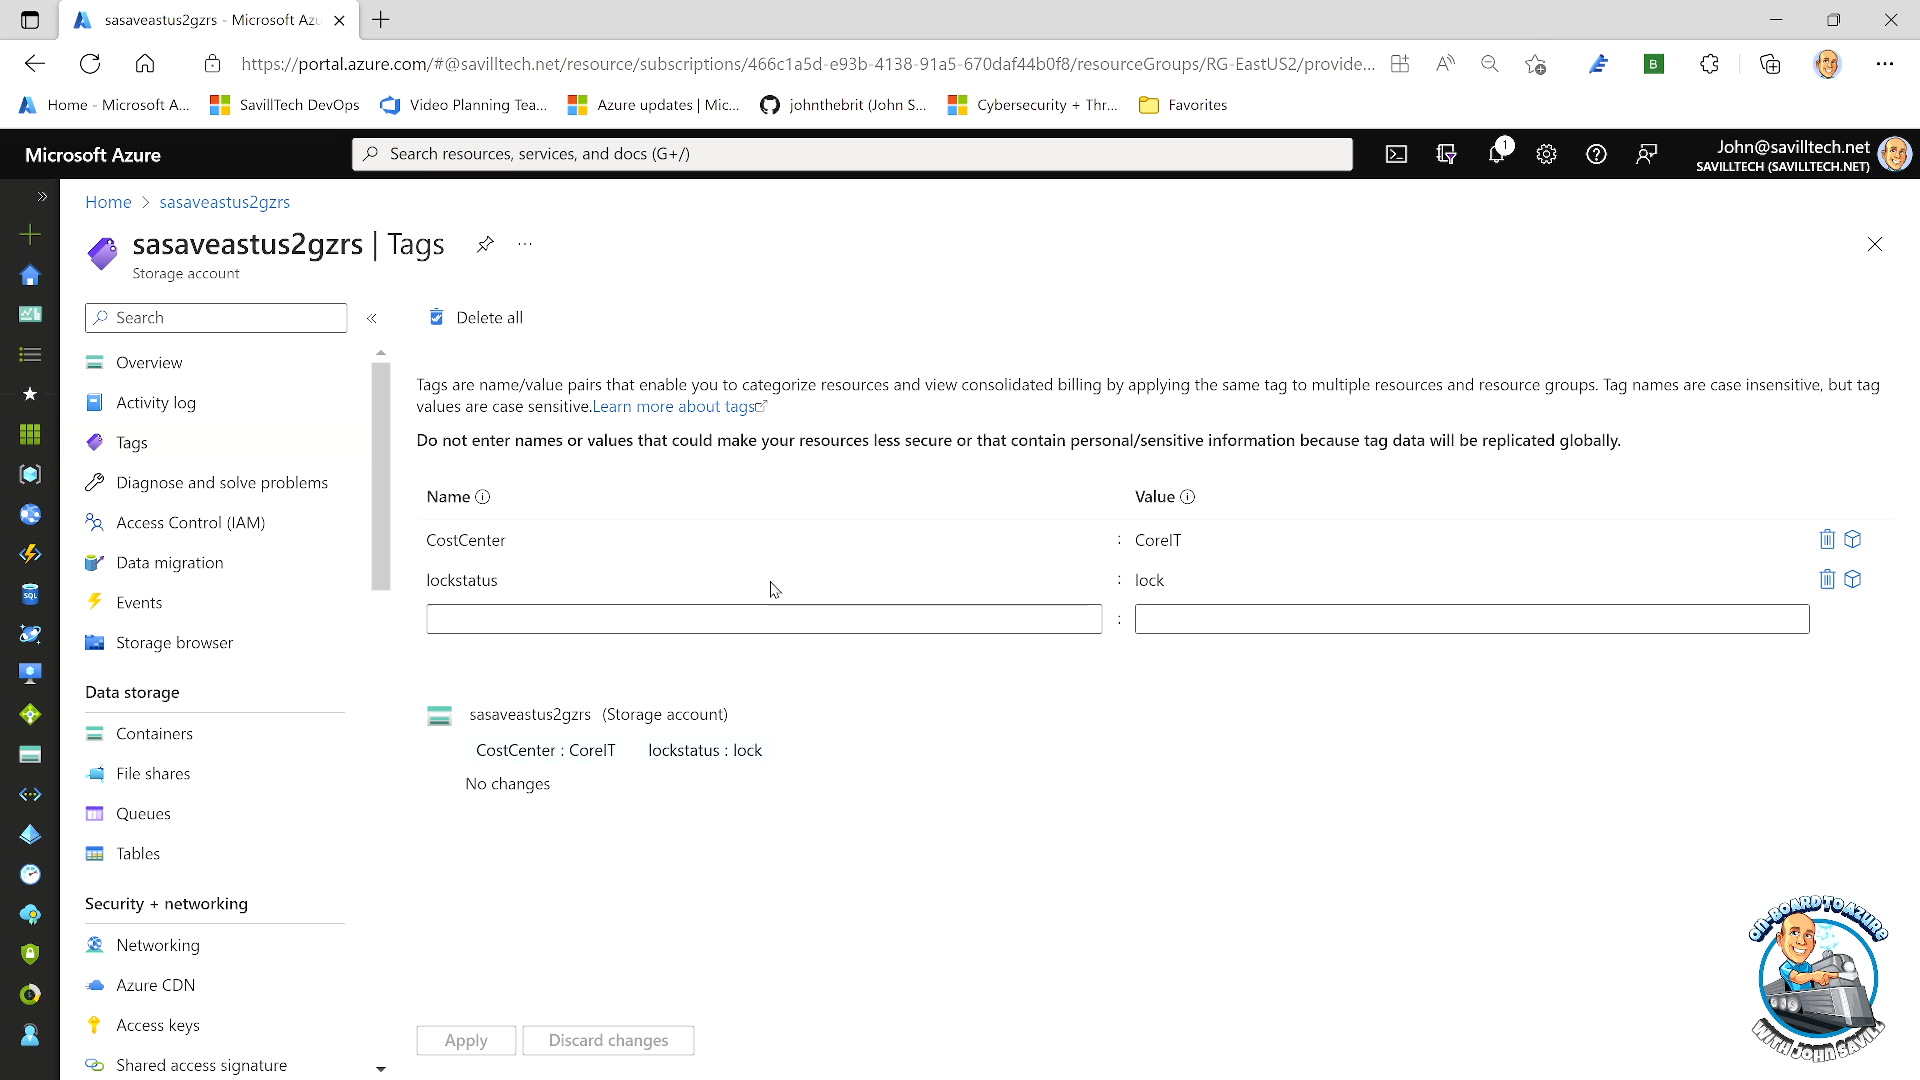 sasaveastus2gzrs - Microsoft Azu
https://portal.azure.com/#@savilltech.net/resource/subscriptions/466c1a5d-e93b-4138-91a5-670daf44b0f8/resourceGroups/RG-EastUS2/provide...
Home - Microsoft A...
SavillTech DevOps
Video Planning Tea...
Azure updates | Mic...
johnthebrit (John S...
Cybersecurity + Thr...
Favorites
Microsoft Azure
Search resources, services, and docs (G+/)
1
John@savilltech.net
SAVILLTECH (SAVILLTECH.NET)
Home > sasaveastus2gzrs
sasaveastus2gzrs | Tags
Storage account
Search
Overview
Activity log
Tags
Diagnose and solve problems
Access Control (IAM)
Data migration
Events
Storage browser
Data storage
Containers
File shares
Queues
Tables
Security + networking
Networking
Azure CDN
Access keys
Shared access signature
Delete all
Tags are name/value pairs that enable you to categorize resources and view consolidated billing by applying the same tag to multiple resources and resource groups. Tag names are case insensitive, but tag
values are case sensitive.Learn more about tags
Do not enter names or values that could make your resources less secure or that contain personal/sensitive information because tag data will be replicated globally.
Name Value
CostCenter : CoreIT
lockstatus : lock
:
sasaveastus2gzrs (Storage account)
CostCenter : CoreIT lockstatus : lock
No changes
Apply Discard changes
ON-BOARD TO AZURE
WITH JOHN SAVILL